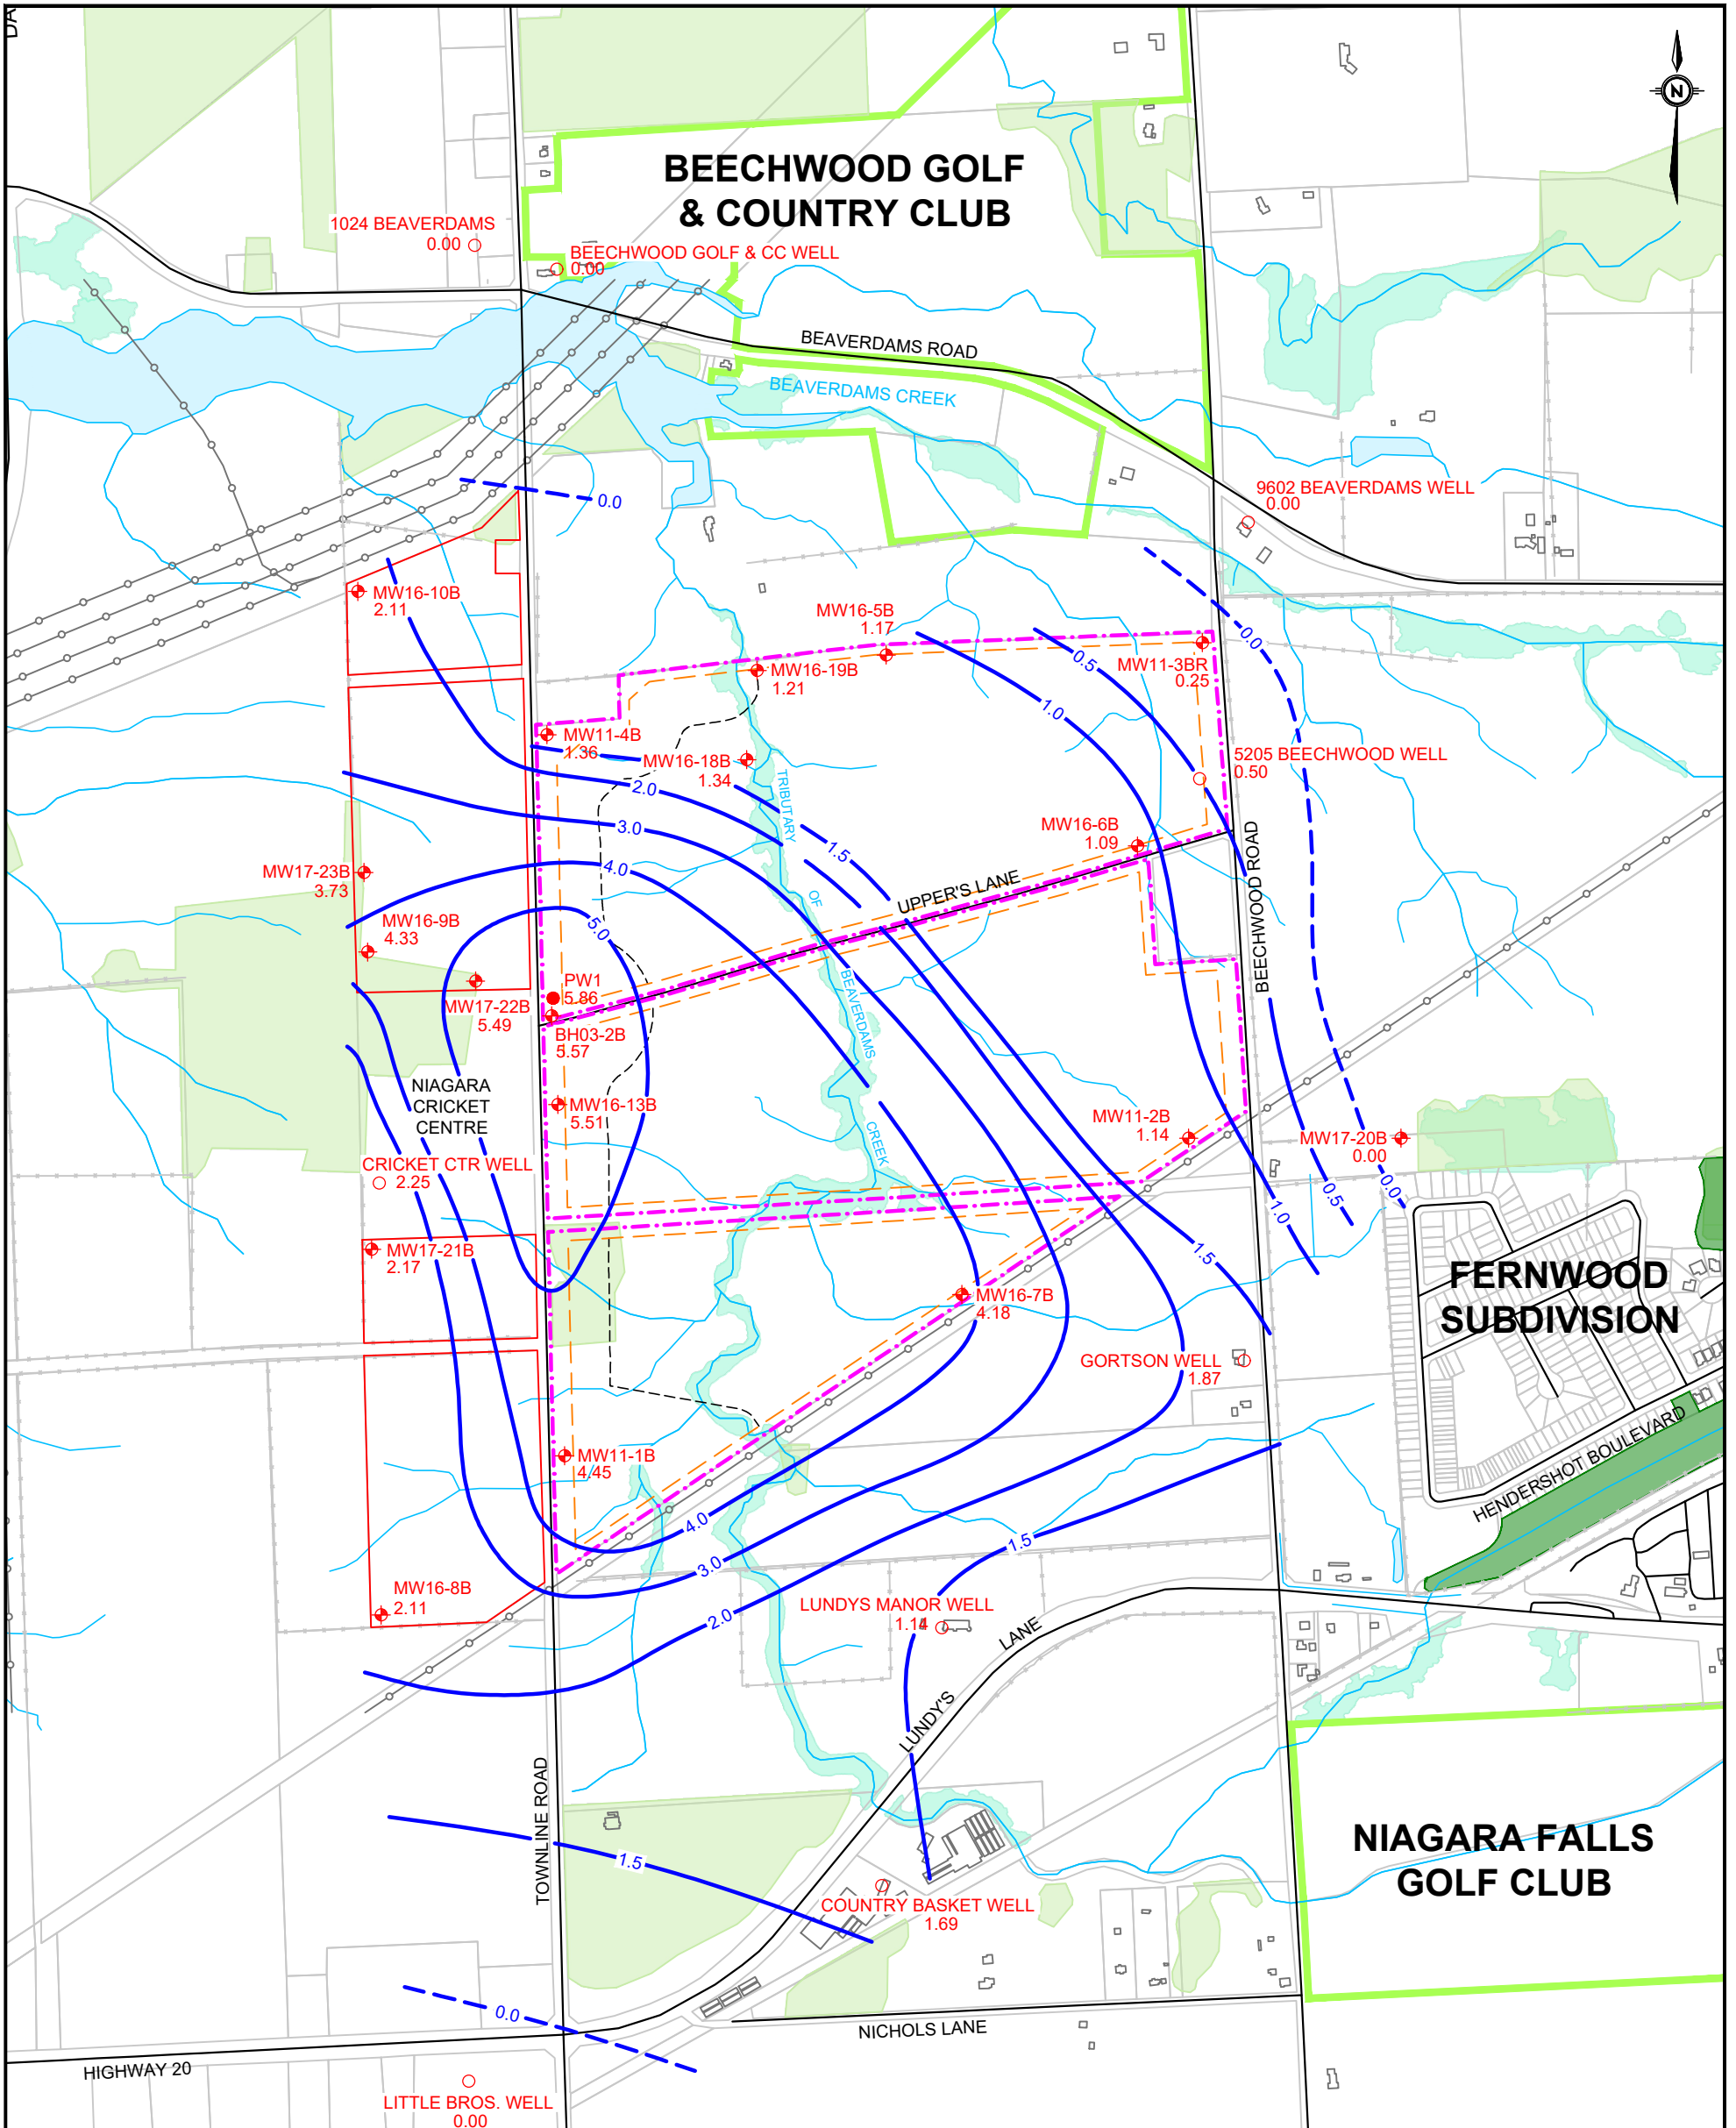 DA
N
BEECHWOOD GOLF
& COUNTRY CLUB
1024 BEAVERDAMS
0.00
BEECHWOOD GOLF & CC WELL
0.00
BEAVERDAMS ROAD
BEAVERDAMS CREEK
9602 BEAVERDAMS WELL
0.00
0.0
MW16-10B
2.11
MW16-5B
1.17
0.0
0.5
MW11-3BR
0.25
MW16-19B
1.21
1.0
MW11-4B
1.36
MW16-18B
1.34
5205 BEECHWOOD WELL
0.50
TRIBUTARY
OF
BEAVERDAMS
CREEK
2.0
3.0
1.5
4.0
MW16-6B
1.09
MW17-23B
3.73
UPPER'S LANE
BEECHWOOD ROAD
MW16-9B
4.33
5.0
PW1
5.86
MW17-22B
5.49
BH03-2B
5.57
NIAGARA
CRICKET
CENTRE
MW16-13B
5.51
MW11-2B
1.14
MW17-20B
0.00
CRICKET CTR WELL
2.25
0.5
0.0
1.0
MW17-21B
2.17
1.5
FERNWOOD
SUBDIVISION
MW16-7B
4.18
GORTSON WELL
1.87
HENDERSHOT BOULEVARD
MW11-1B
4.45
4.0
3.0
1.5
MW16-8B
2.11
2.0
LUNDYS MANOR WELL
LUNDY'S
LANE
TOWNLINE ROAD
1.5
NIAGARA FALLS
GOLF CLUB
COUNTRY BASKET WELL
1.69
0.0
NICHOLS LANE
HIGHWAY 20
LITTLE BROS. WELL
0.00